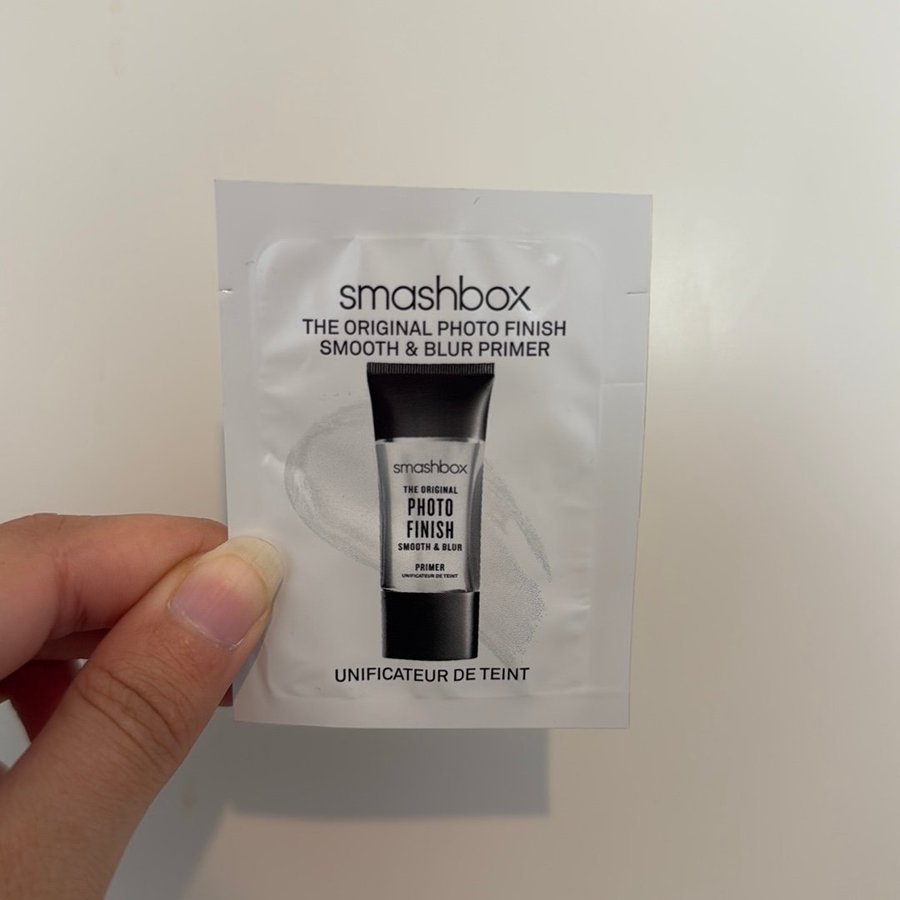 smashbox
THE ORIGINAL PHOTO FINISH
SMOOTH & BLUR PRIMER
smashbox
THE ORIGINAL
PHOTO
FINISH
SMOOTH & BLUR
PRIMER
UNIFICATEUR DE TEINT
UNIFICATEUR DE TEINT